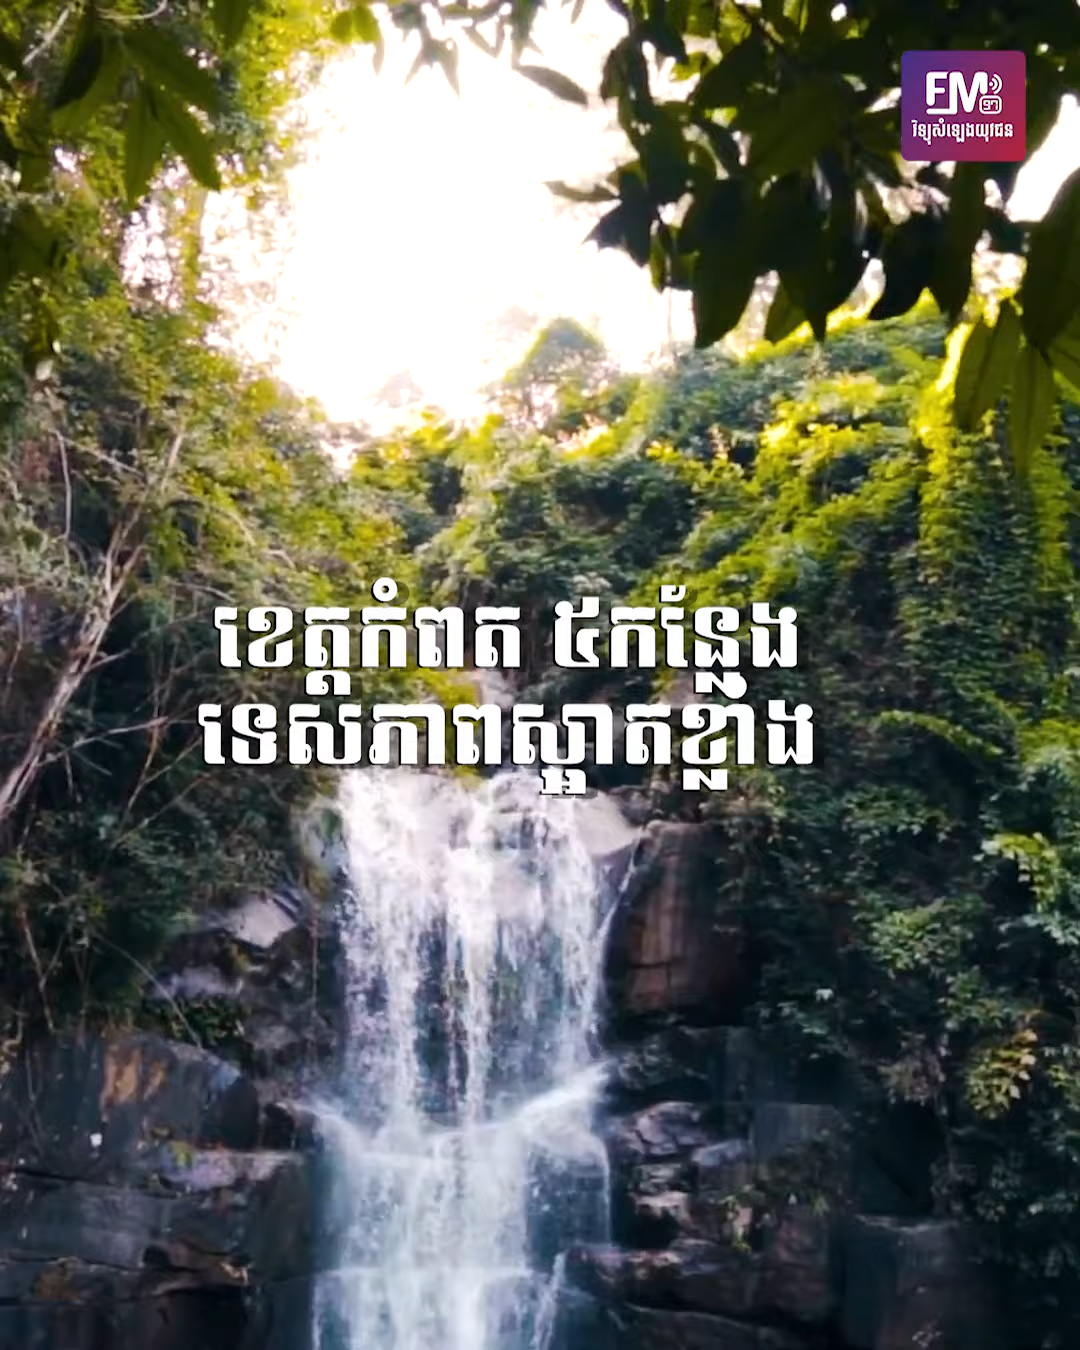 FM
វិទ្យុសំឡេងយុវជន
ខេត្តកំពត ៥កន្លែង
ទេសភាពស្អាតខ្លាំង